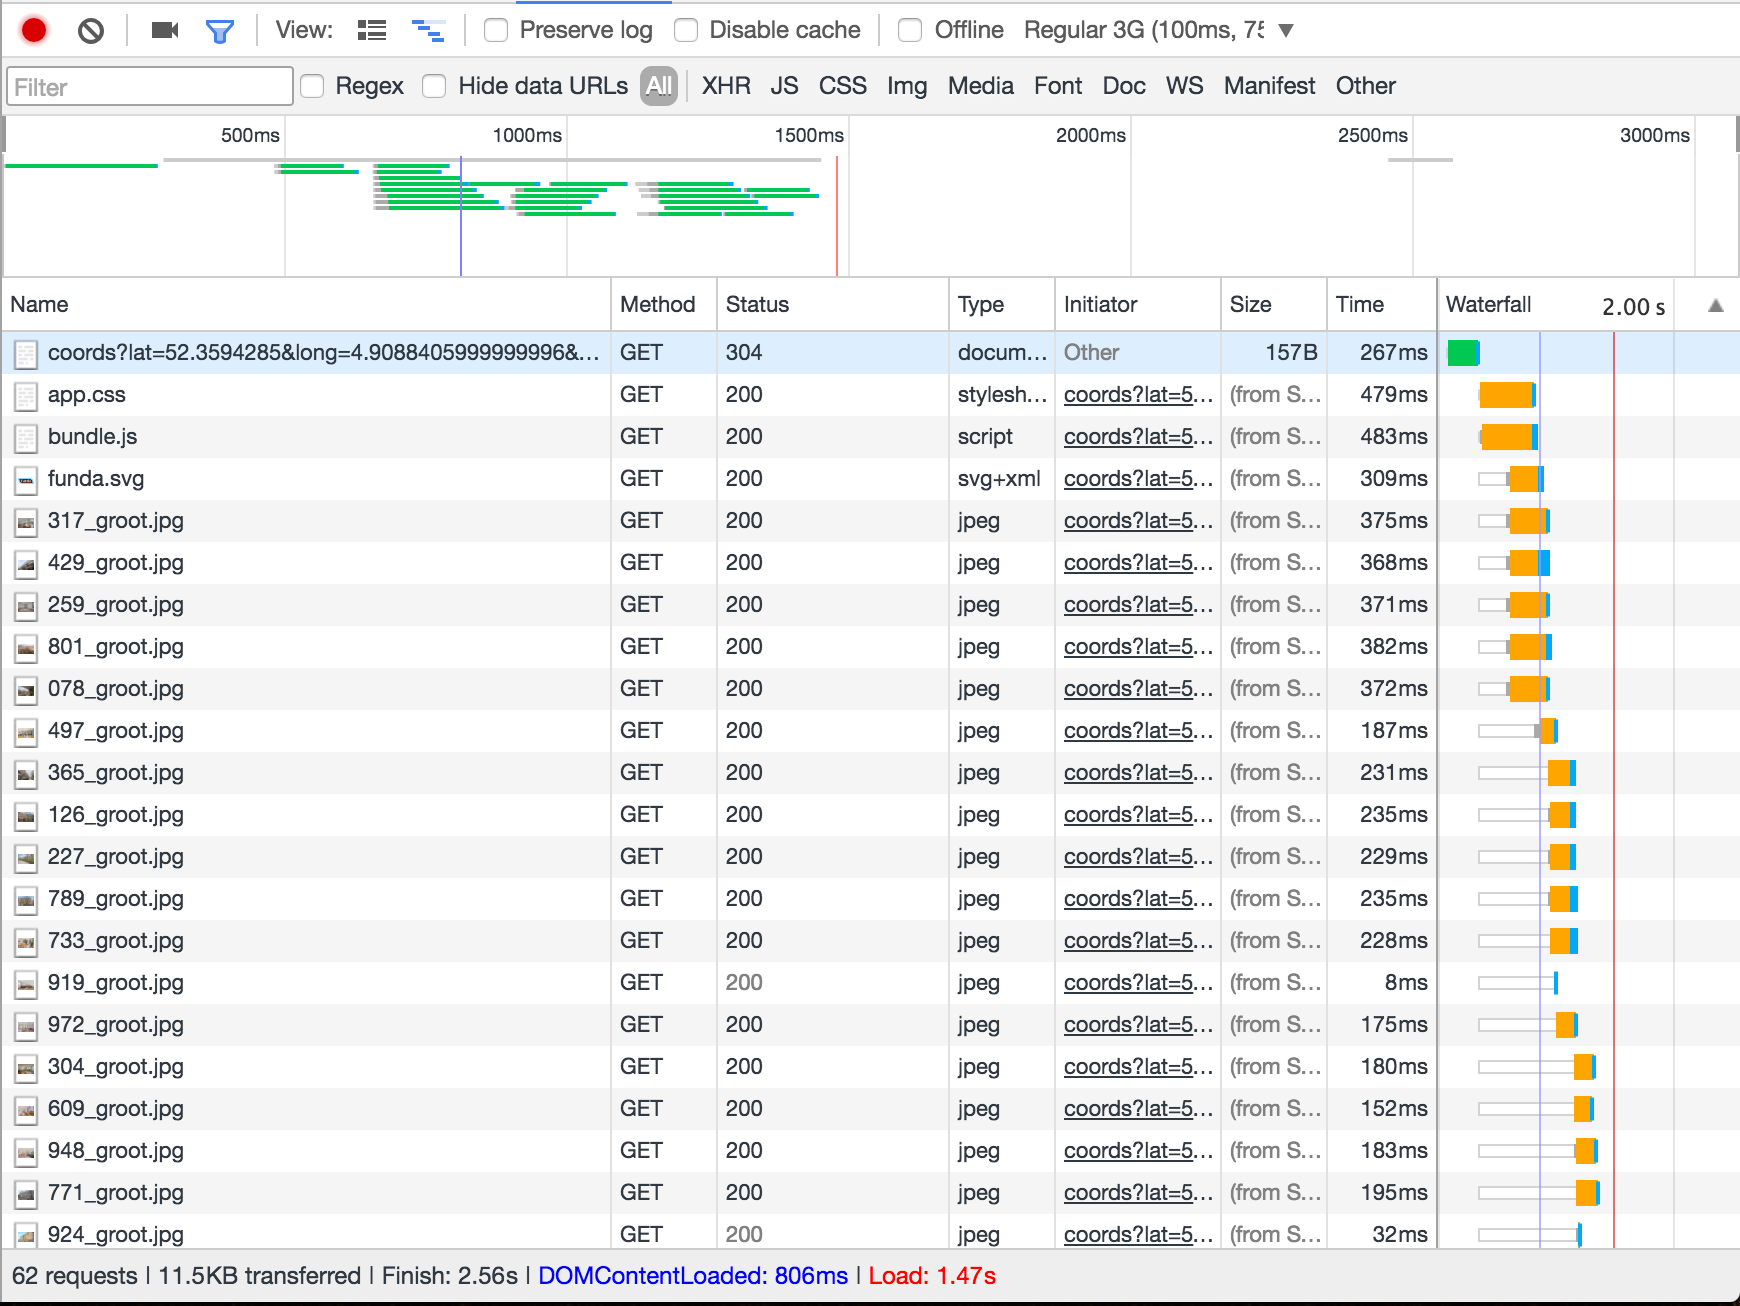 View: Preserve log Disable cache Offline Regular 3G (100ms, 75
Filter Regex Hide data URLs All XHR JS CSS Img Media Font Doc WS Manifest Other
500ms 1000ms 1500ms 2000ms 2500ms 3000ms
Name Method Status Type Initiator Size Time Waterfall 2.00 s
coords?lat=52.3594285&long=4.9088405999999996&... GET 304 docum... Other 157B 267ms
app.css GET 200 stylesh... coords?lat=5... (from S... 479ms
bundle.js GET 200 script coords?lat=5... (from S... 483ms
funda.svg GET 200 svg+xml coords?lat=5... (from S... 309ms
317_groot.jpg GET 200 jpeg coords?lat=5... (from S... 375ms
429_groot.jpg GET 200 jpeg coords?lat=5... (from S... 368ms
259_groot.jpg GET 200 jpeg coords?lat=5... (from S... 371ms
801_groot.jpg GET 200 jpeg coords?lat=5... (from S... 382ms
078_groot.jpg GET 200 jpeg coords?lat=5... (from S... 372ms
497_groot.jpg GET 200 jpeg coords?lat=5... (from S... 187ms
365_groot.jpg GET 200 jpeg coords?lat=5... (from S... 231ms
126_groot.jpg GET 200 jpeg coords?lat=5... (from S... 235ms
227_groot.jpg GET 200 jpeg coords?lat=5... (from S... 229ms
789_groot.jpg GET 200 jpeg coords?lat=5... (from S... 235ms
733_groot.jpg GET 200 jpeg coords?lat=5... (from S... 228ms
919_groot.jpg GET 200 jpeg coords?lat=5... (from S... 8ms
972_groot.jpg GET 200 jpeg coords?lat=5... (from S... 175ms
304_groot.jpg GET 200 jpeg coords?lat=5... (from S... 180ms
609_groot.jpg GET 200 jpeg coords?lat=5... (from S... 152ms
948_groot.jpg GET 200 jpeg coords?lat=5... (from S... 183ms
771_groot.jpg GET 200 jpeg coords?lat=5... (from S... 195ms
924_groot.jpg GET 200 jpeg coords?lat=5... (from S... 32ms
62 requests | 11.5KB transferred | Finish: 2.56s | DOMContentLoaded: 806ms | Load: 1.47s